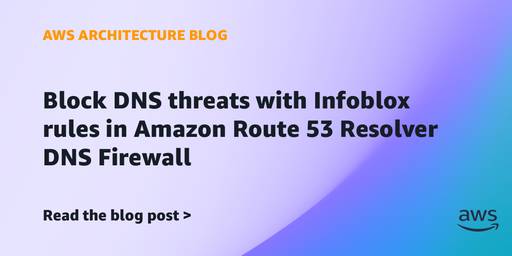 AWS ARCHITECTURE BLOG
Block DNS threats with Infoblox
rules in Amazon Route 53 Resolver
DNS Firewall
Read the blog post >
aws